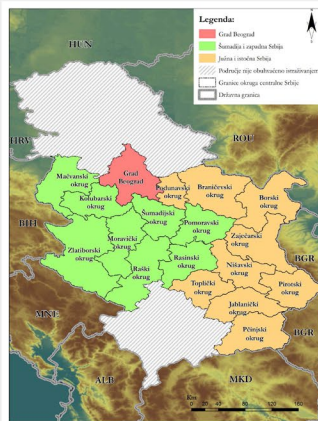 Legenda:
Grad Beograd
Šumadija i zapadna Srbija
Južna i istočna Srbija
Područje nije obuhvaćeno istraživanjem
Granice okruga centralne Srbije
Državna granica
N
HUN
HRV
ROU
Mačvanski
okrug
Grad
Beograd
Podunavski
okrug
Braničevski
okrug
Borski
okrug
Kolubarski
okrug
Šumadijski
okrug
Pomoravski
okrug
BIH
Zaječarski
okrug
Zlatiborski
okrug
Moravički
okrug
Raški
okrug
Rasinski
okrug
Nišavski
okrug
BGR
Toplički
okrug
Pirotski
okrug
Jablanički
okrug
MNE
Pčinjski
okrug
BGR
ALB
MKD
Km
0 20 40 80 120 160